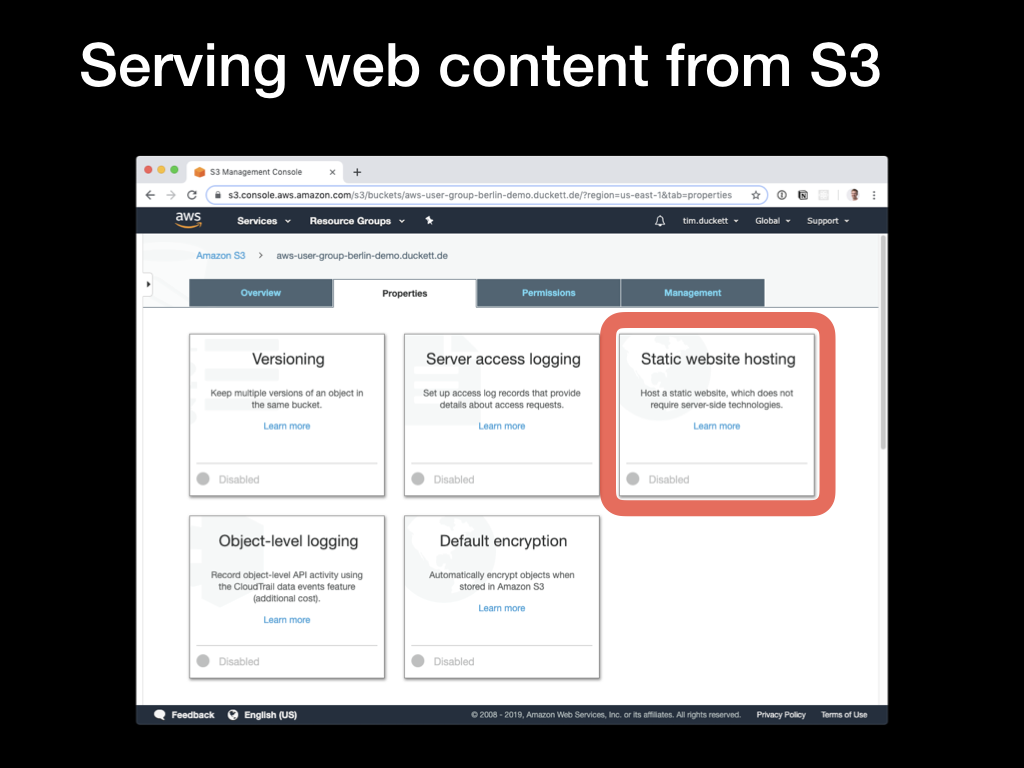 Serving web content from S3
S3 Management Console
s3.console.aws.amazon.com/s3/buckets/aws-user-group-berlin-demo.duckett.de/?region=us-east-1&tab=properties
aws Services Resource Groups tim.duckett Global Support
Amazon S3 > aws-user-group-berlin-demo.duckett.de
Overview Properties Permissions Management
Versioning
Keep multiple versions of an object in
the same bucket.
Learn more
Disabled
Server access logging
Set up access log records that provide
details about access requests.
Learn more
Disabled
Static website hosting
Host a static website, which does not
require server-side technologies.
Learn more
Disabled
Object-level logging
Record object-level API activity using
the CloudTrail data events feature
(additional cost).
Learn more
Disabled
Default encryption
Automatically encrypt objects when
stored in Amazon S3
Learn more
Disabled
Feedback English (US) © 2008 - 2019, Amazon Web Services, Inc. or its affiliates. All rights reserved. Privacy Policy Terms of Use